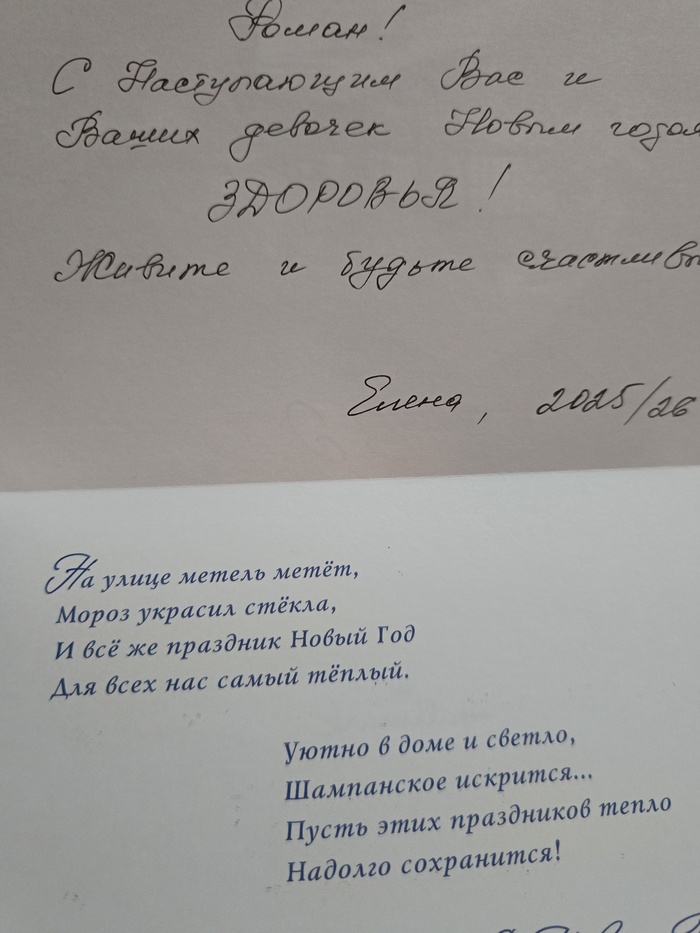 Роман!
С Наступающим Вас и
Ваших девочек Новым годом
ЗДОРОВЬЯ!
Живите и будьте счастливы
Елена, 2025/26
На улице метель метёт,
Мороз украсил стёкла,
И всё же праздник Новый Год
Для всех нас самый тёплый.
Уютно в доме и светло,
Шампанское искрится...
Пусть этих праздников тепло
Надолго сохранится!